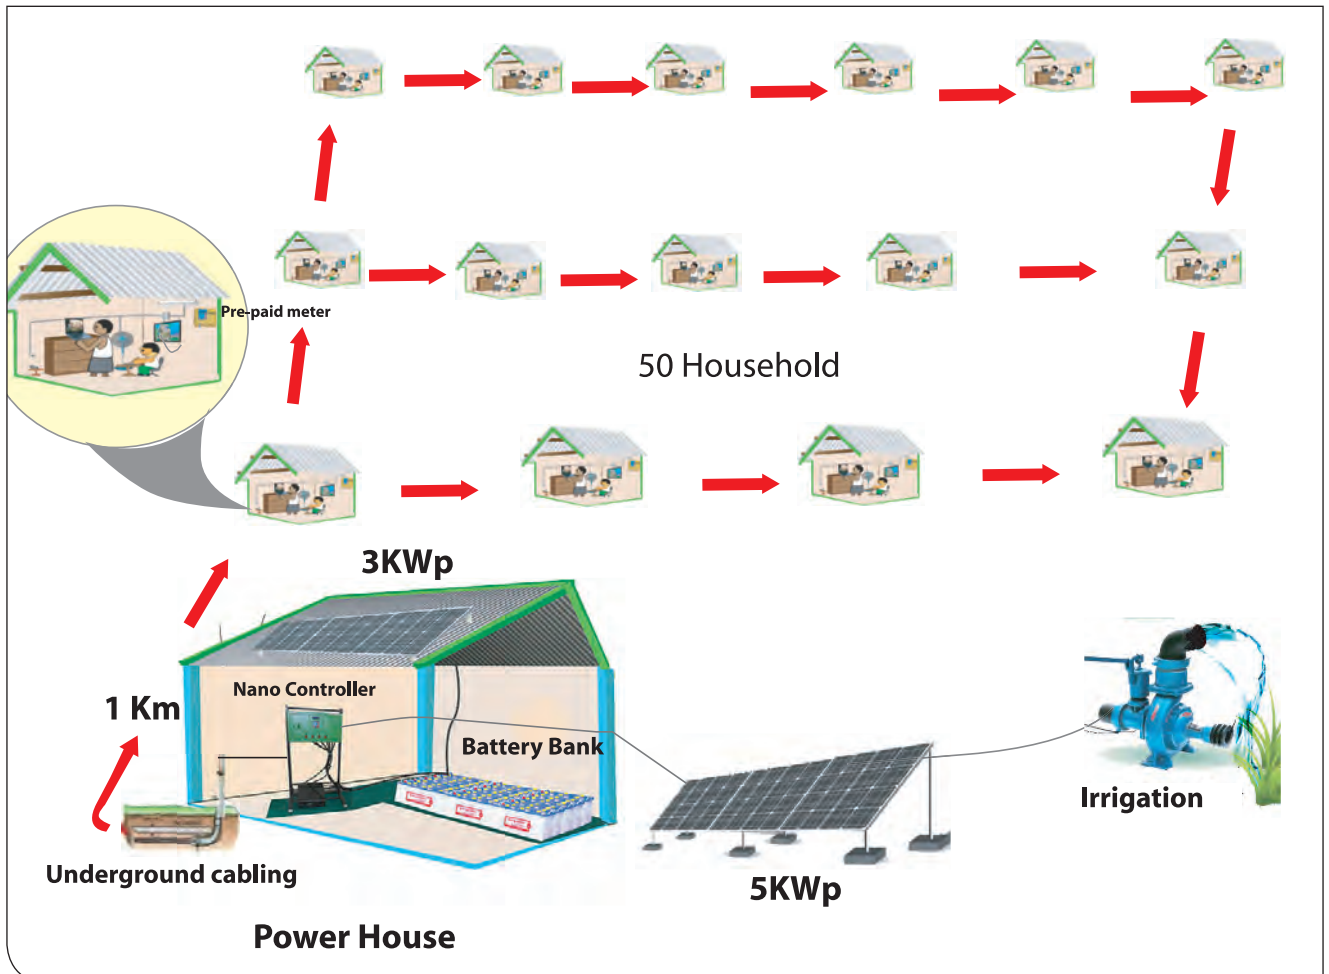 Pre-paid meter
50 Household
3KWp
Nano Controller
1 Km
Battery Bank
Irrigation
Underground cabling
5KWp
Power House